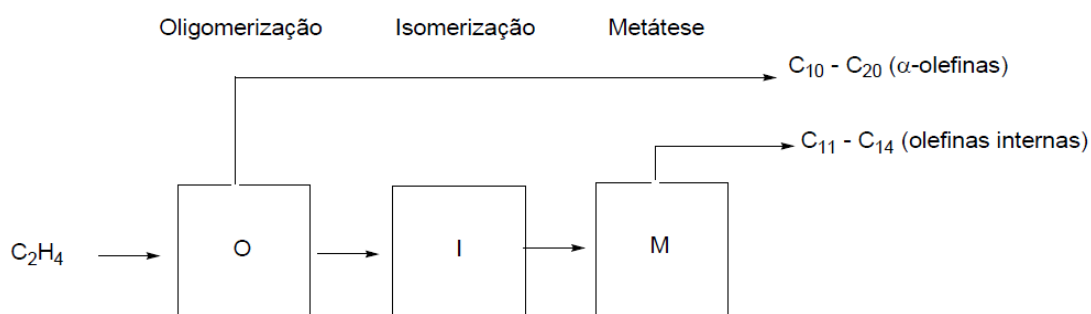 Oligomerização Isomerização Metátese
C₁₀ - C₂₀ (α-olefinas)
C₁₁ - C₁₄ (olefinas internas)
C₂H₄ O I M